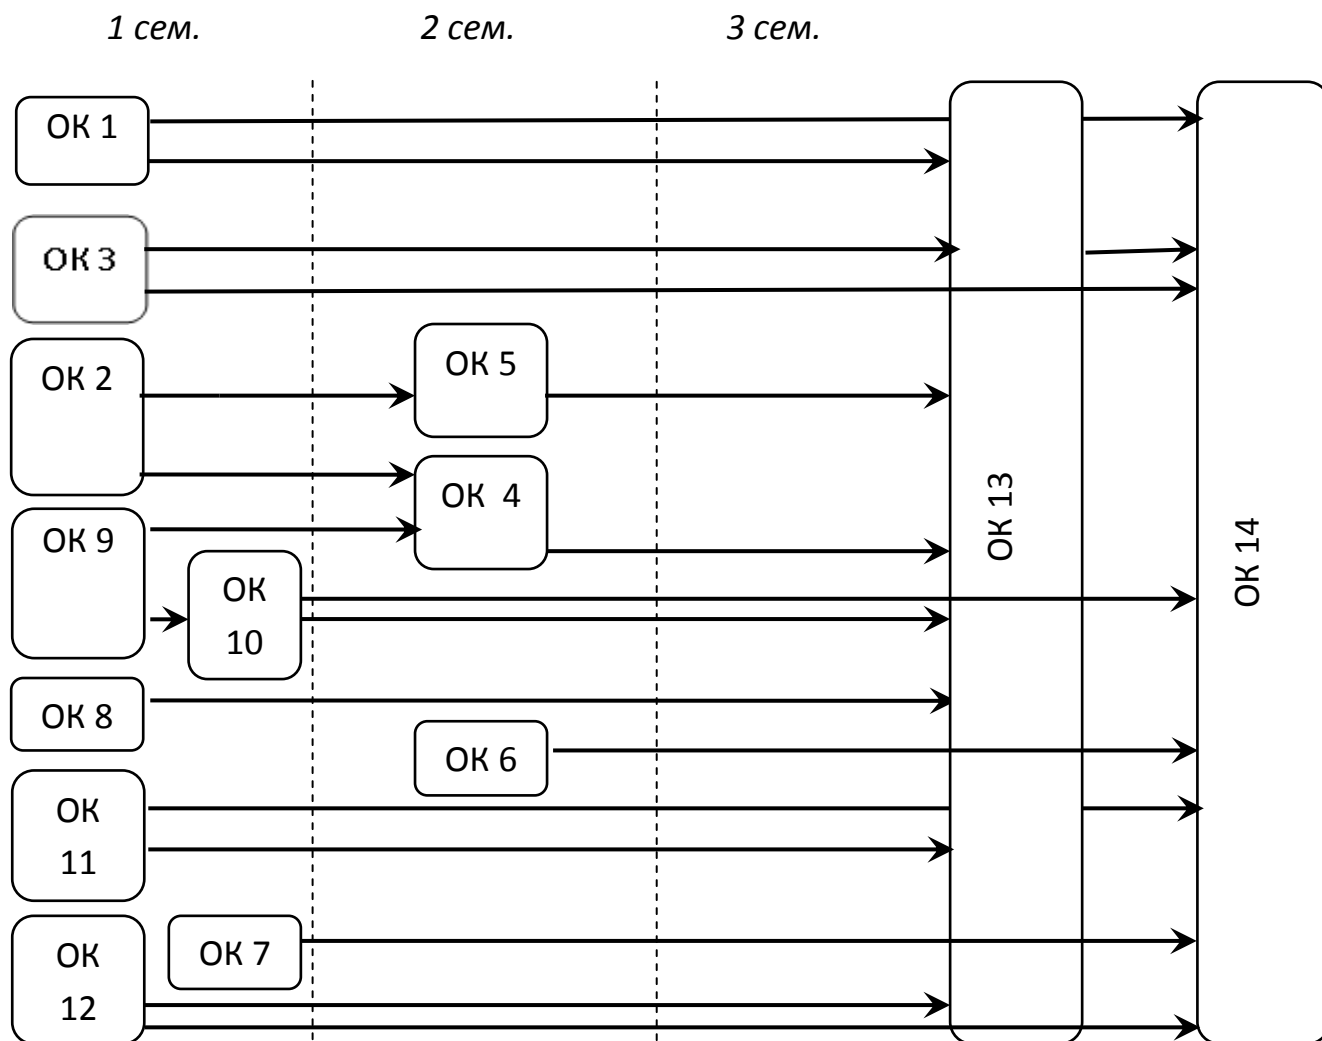 1 сем.
2 сем.
3 сем.
ОК 1
ОК 3
ОК 2
ОК 5
ОК 4
ОК 9
ОК
10
ОК 13
ОК 14
ОК 8
ОК 6
ОК
11
ОК 7
ОК
12